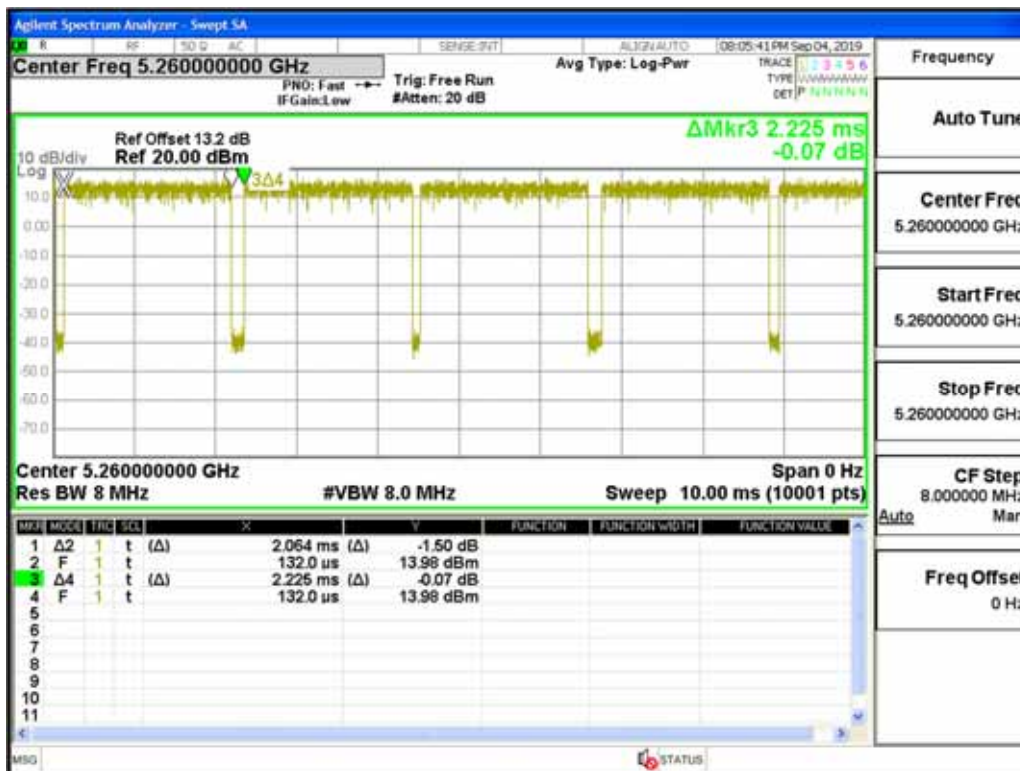 Agilent Spectrum Analyzer - Swept SA
R RF 50 Ω AC SENSE:INT ALIGN AUTO 08:05:41 PM Sep 04, 2019
Center Freq 5.260000000 GHz
PNO: Fast
IFGain:Low
Trig: Free Run
#Atten: 20 dB
Avg Type: Log-Pwr
TRACE 1 2 3 4 5 6
TYPE
DET P N N N N N
ΔMkr3 2.225 ms
-0.07 dB
Ref Offset 13.2 dB
10 dB/div Ref 20.00 dBm
Log
3Δ4
10.0
0.00
-10.0
-20.0
-30.0
-40.0
-50.0
-60.0
-70.0
Center 5.260000000 GHz Span 0 Hz
Res BW 8 MHz #VBW 8.0 MHz Sweep 10.00 ms (10001 pts)
MKR MODE TRC SCL X Y FUNCTION FUNCTION WIDTH FUNCTION VALUE
1 Δ2 1 t (Δ) 2.064 ms (Δ) -1.50 dB
2 F 1 t 132.0 µs 13.98 dBm
3 Δ4 1 t (Δ) 2.225 ms (Δ) -0.07 dB
4 F 1 t 132.0 µs 13.98 dBm
5
6
7
8
9
10
11
MSG STATUS
Frequency
Auto Tune
Center Freq
5.260000000 GHz
Start Freq
5.260000000 GHz
Stop Freq
5.260000000 GHz
CF Step
8.000000 MHz
Auto Man
Freq Offset
0 Hz